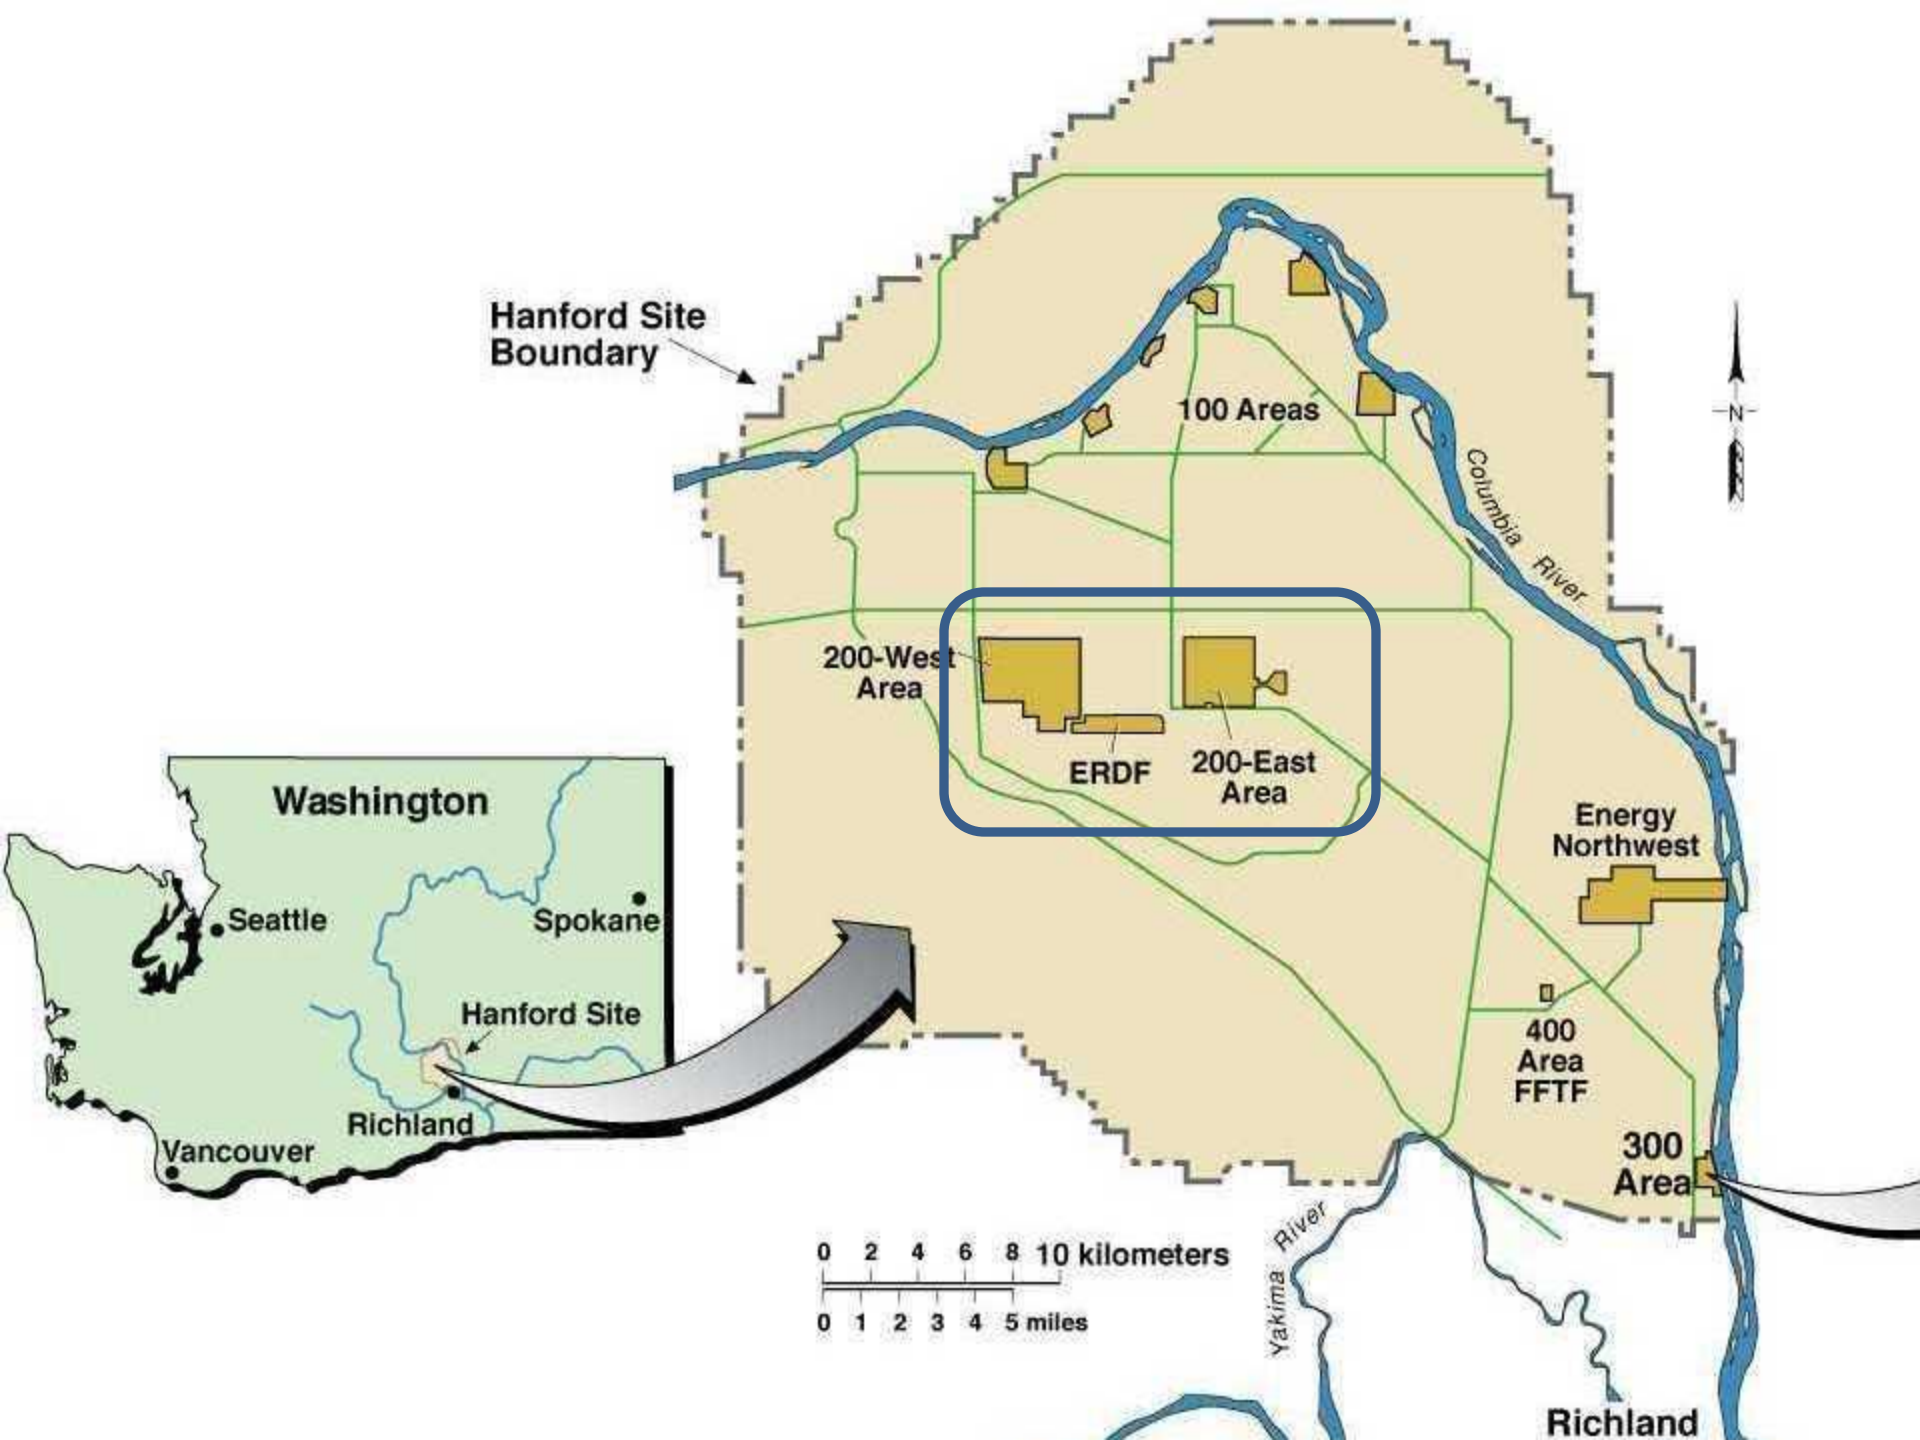 Hanford Site
Boundary
100 Areas
N
Columbia River
200-West
Area
ERDF
200-East
Area
Energy
Northwest
Washington
Seattle
Spokane
Hanford Site
Richland
Vancouver
400
Area
FFTF
300
Area
Yakima River
0 2 4 6 8 10 kilometers
0 1 2 3 4 5 miles
Richland